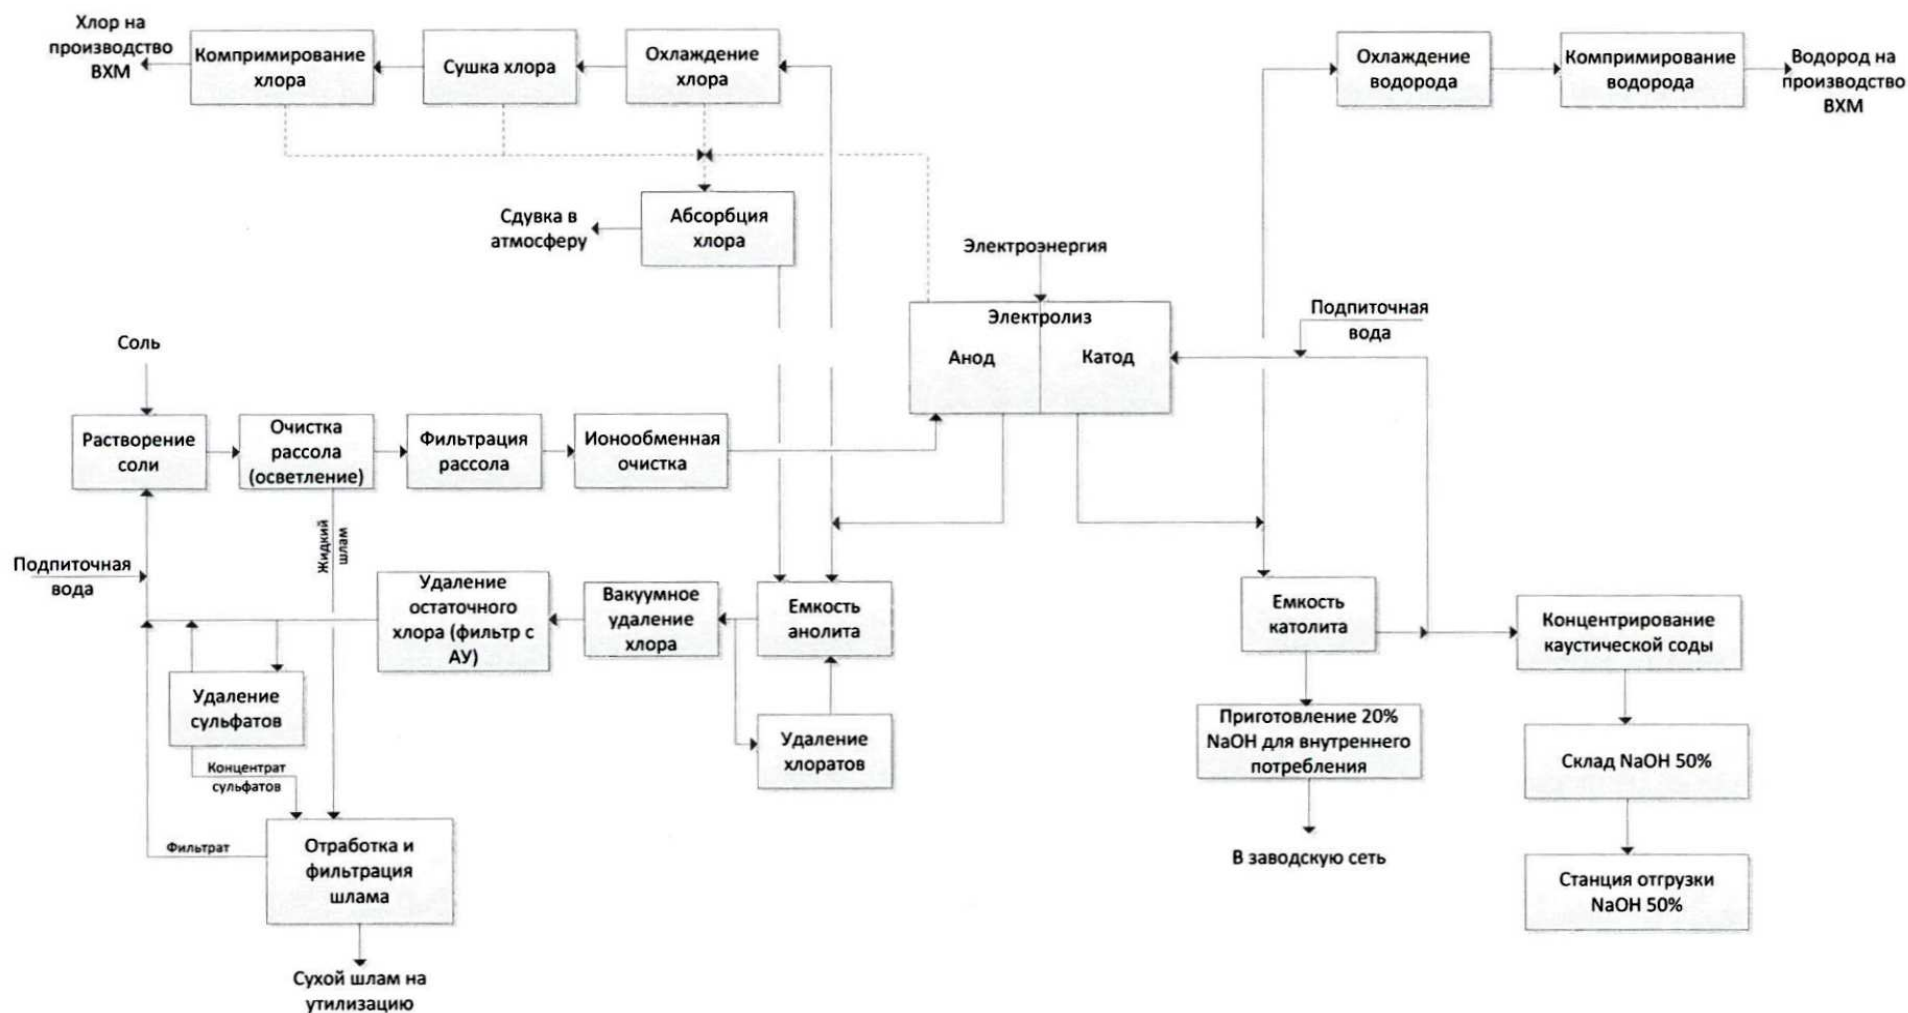 Хлор на
производство
ВХМ
Компримирование
хлора
Сушка хлора
Охлаждение
хлора
Охлаждение
водорода
Компримирование
водорода
Водород на
производство
ВХМ
Сдувка в
атмосферу
Абсорбция
хлора
Электроэнергия
Электролиз
Анод
Катод
Подпиточная
вода
Соль
Растворение
соли
Очистка
рассола
(осветление)
Фильтрация
рассола
Ионообменная
очистка
Жидкий
шлам
Подпиточная
вода
Удаление
остаточного
хлора (фильтр с
АУ)
Вакуумное
удаление
хлора
Емкость
анолита
Емкость
католита
Концентрирование
каустической соды
Удаление
сульфатов
Удаление
хлоратов
Приготовление 20%
NaOH для внутреннего
потребления
Склад NaOH 50%
Концентрат
сульфатов
Фильтрат
Отработка и
фильтрация
шлама
В заводскую сеть
Станция отгрузки
NaOH 50%
Сухой шлам на
утилизацию